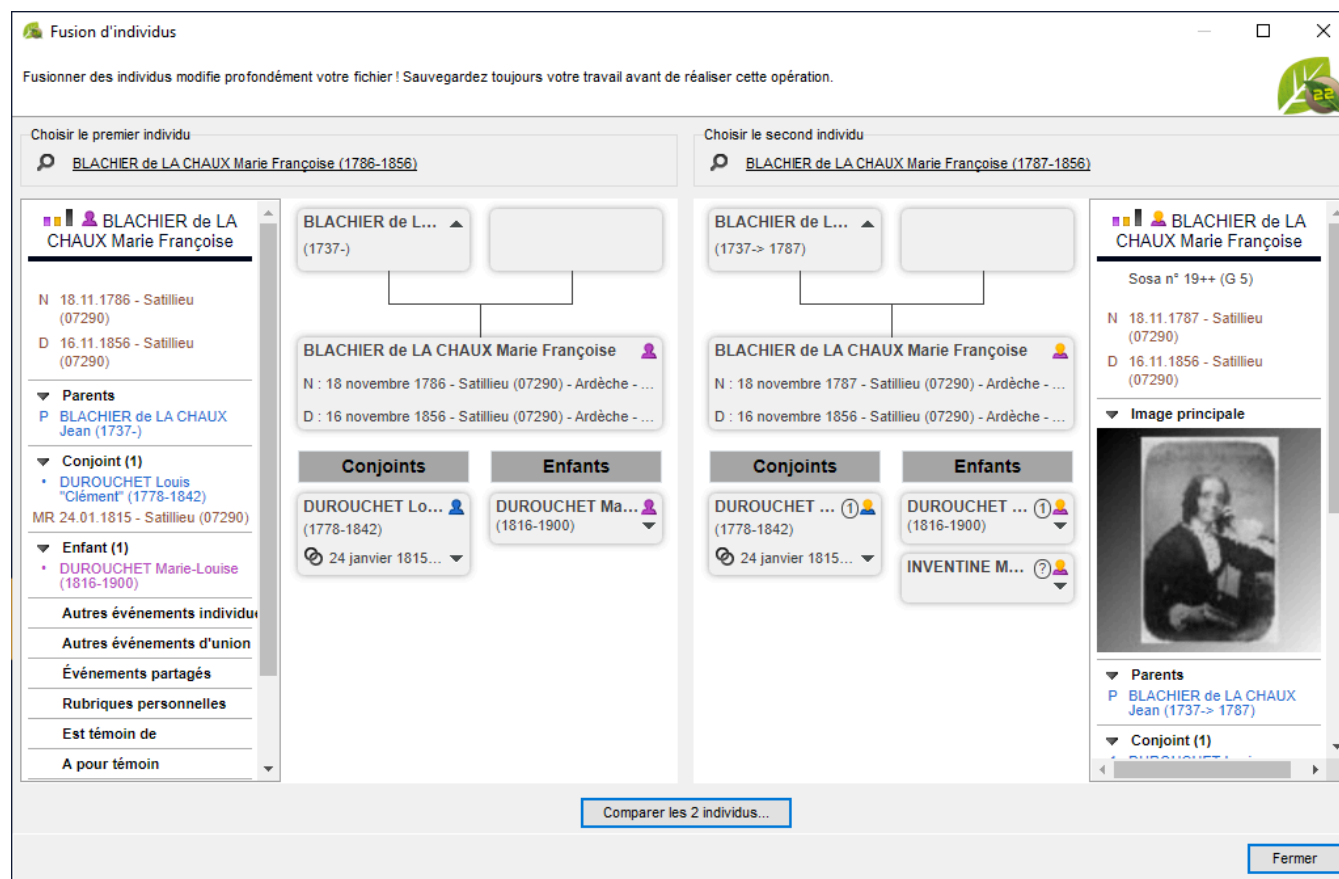 Fusion d'individus
Fusionner des individus modifie profondément votre fichier ! Sauvegardez toujours votre travail avant de réaliser cette opération.
22
Choisir le premier individu
BLACHIER de LA CHAUX Marie Françoise (1786-1856)
Choisir le second individu
BLACHIER de LA CHAUX Marie Françoise (1787-1856)
BLACHIER de LA
CHAUX Marie Françoise
N 18.11.1786 - Satillieu
(07290)
D 16.11.1856 - Satillieu
(07290)
Parents
P BLACHIER de LA CHAUX
Jean (1737-)
Conjoint (1)
• DUROUCHET Louis
"Clément" (1778-1842)
MR 24.01.1815 - Satillieu (07290)
Enfant (1)
• DUROUCHET Marie-Louise
(1816-1900)
Autres événements individue
Autres événements d'union
Événements partagés
Rubriques personnelles
Est témoin de
A pour témoin
BLACHIER de L...
(1737-)
BLACHIER de LA CHAUX Marie Françoise
N : 18 novembre 1786 - Satillieu (07290) - Ardèche - ...
D : 16 novembre 1856 - Satillieu (07290) - Ardèche - ...
Conjoints
Enfants
DUROUCHET Lo...
(1778-1842)
24 janvier 1815...
DUROUCHET Ma...
(1816-1900)
BLACHIER de L...
(1737-> 1787)
BLACHIER de LA CHAUX Marie Françoise
N : 18 novembre 1787 - Satillieu (07290) - Ardèche - ...
D : 16 novembre 1856 - Satillieu (07290) - Ardèche - ...
Conjoints
Enfants
DUROUCHET ... 1
(1778-1842)
24 janvier 1815...
DUROUCHET ... 1
(1816-1900)
INVENTINE M... ?
BLACHIER de LA
CHAUX Marie Françoise
Sosa n° 19++ (G 5)
N 18.11.1787 - Satillieu
(07290)
D 16.11.1856 - Satillieu
(07290)
Image principale
Parents
P BLACHIER de LA CHAUX
Jean (1737-> 1787)
Conjoint (1)
Comparer les 2 individus...
Fermer